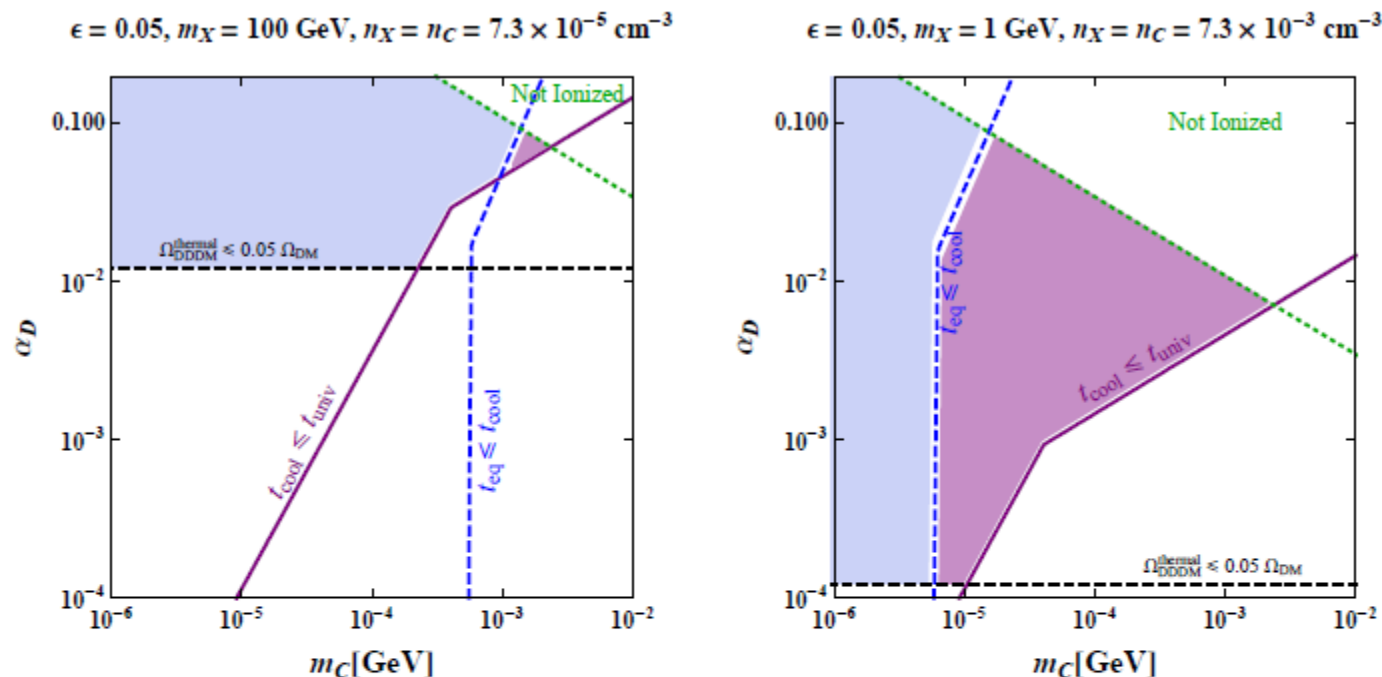 ϵ = 0.05, m_X = 100 GeV, n_X = n_C = 7.3 × 10⁻⁵ cm⁻³
Not Ionized
0.100
Ω_DDDM^thermal ≤ 0.05 Ω_DM
10⁻²
α_D
t_cool ≤ t_univ
t_eq ≤ t_cool
10⁻³
10⁻⁴
10⁻⁶ 10⁻⁵ 10⁻⁴ 10⁻³ 10⁻²
m_C[GeV]
ϵ = 0.05, m_X = 1 GeV, n_X = n_C = 7.3 × 10⁻³ cm⁻³
0.100
Not Ionized
10⁻²
t_eq ≤ t_cool
α_D
t_cool ≤ t_univ
10⁻³
Ω_DDDM^thermal ≤ 0.05 Ω_DM
10⁻⁴
10⁻⁶ 10⁻⁵ 10⁻⁴ 10⁻³ 10⁻²
m_C[GeV]